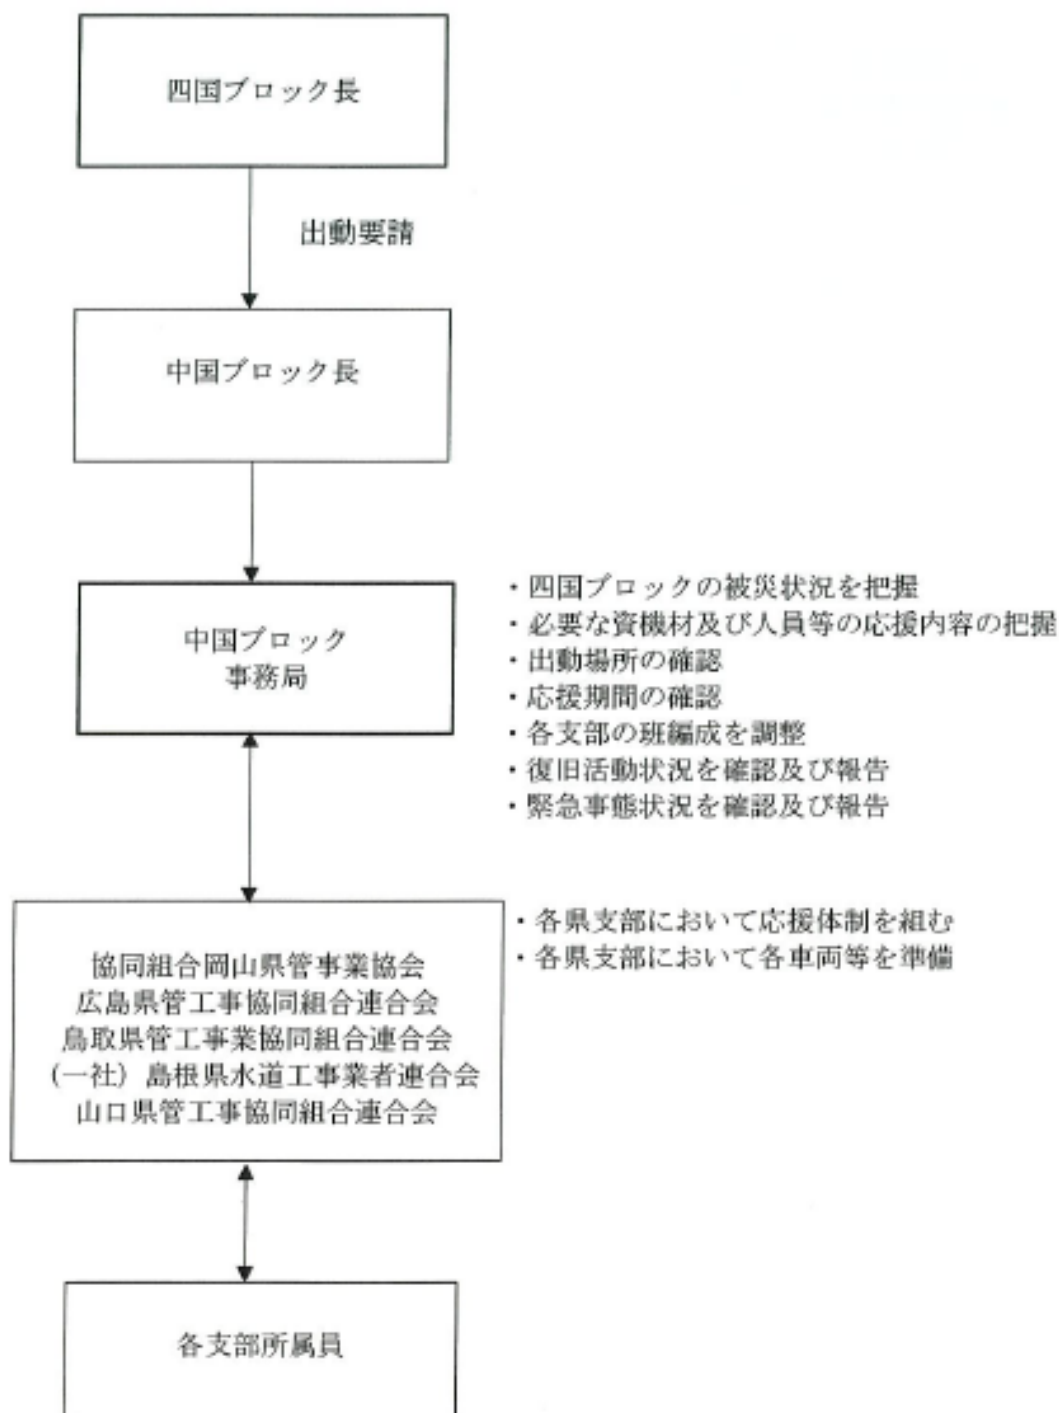 四国ブロック長
出動要請
中国ブロック長
中国ブロック
事務局
・四国ブロックの被災状況を把握
・必要な資機材及び人員等の応援内容の把握
・出動場所の確認
・応援期間の確認
・各支部の班編成を調整
・復旧活動状況を確認及び報告
・緊急事態状況を確認及び報告
協同組合岡山県管事業協会
広島県管工事協同組合連合会
鳥取県管工事業協同組合連合会
(一社) 島根県水道工事業者連合会
山口県管工事協同組合連合会
・各県支部において応援体制を組む
・各県支部において各車両等を準備
各支部所属員